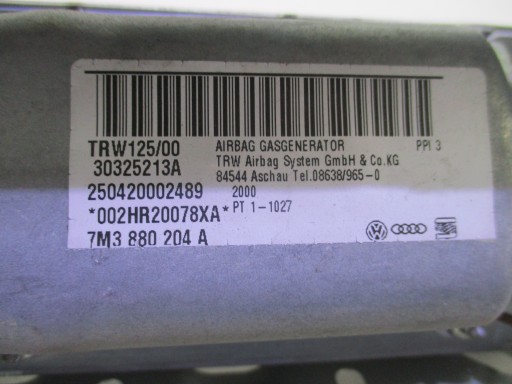 TRW125/00 AIRBAG GASGENERATOR PPI 3
30325213A TRW Airbag System GmbH & Co.KG
84544 Aschau Tel.08638/965-0
250420002489 2000
*002HR20078XA* PT 1-1027
7M3 880 204 A